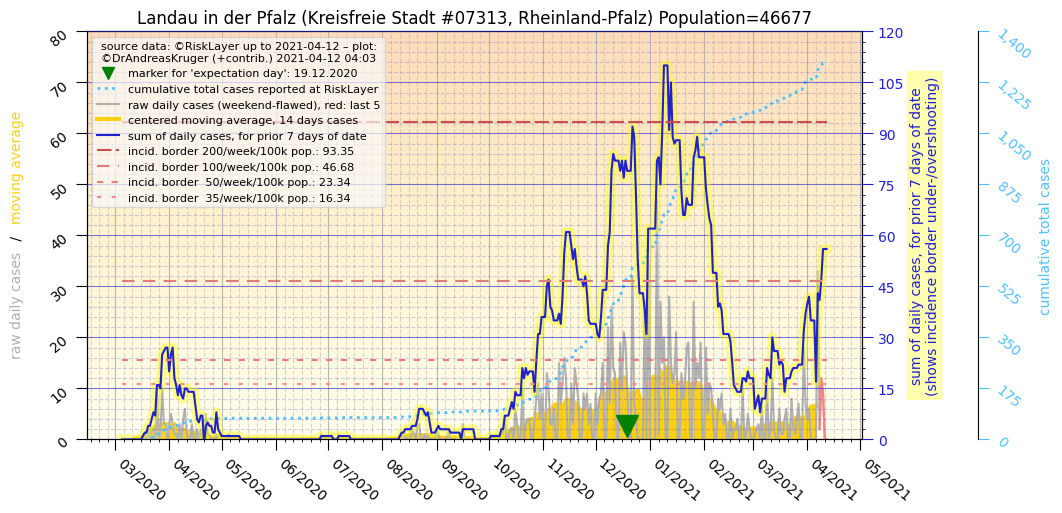 Landau in der Pfalz (Kreisfreie Stadt #07313, Rheinland-Pfalz) Population=46677
source data: ©RiskLayer up to 2021-04-12 – plot:
©DrAndreasKruger (+contrib.) 2021-04-12 04:03
marker for 'expectation day': 19.12.2020
cumulative total cases reported at RiskLayer
raw daily cases (weekend-flawed), red: last 5
centered moving average, 14 days cases
sum of daily cases, for prior 7 days of date
incid. border 200/week/100k pop.: 93.35
incid. border 100/week/100k pop.: 46.68
incid. border  50/week/100k pop.: 23.34
incid. border  35/week/100k pop.: 16.34
raw daily cases / moving average
80
70
60
50
40
30
20
10
0
03/2020
04/2020
05/2020
06/2020
07/2020
08/2020
09/2020
10/2020
11/2020
12/2020
01/2021
02/2021
03/2021
04/2021
05/2021
120
105
90
75
60
45
30
15
0
sum of daily cases, for prior 7 days of date
(shows incidence border under-/overshooting)
1,400
1,225
1,050
875
700
525
350
175
0
cumulative total cases